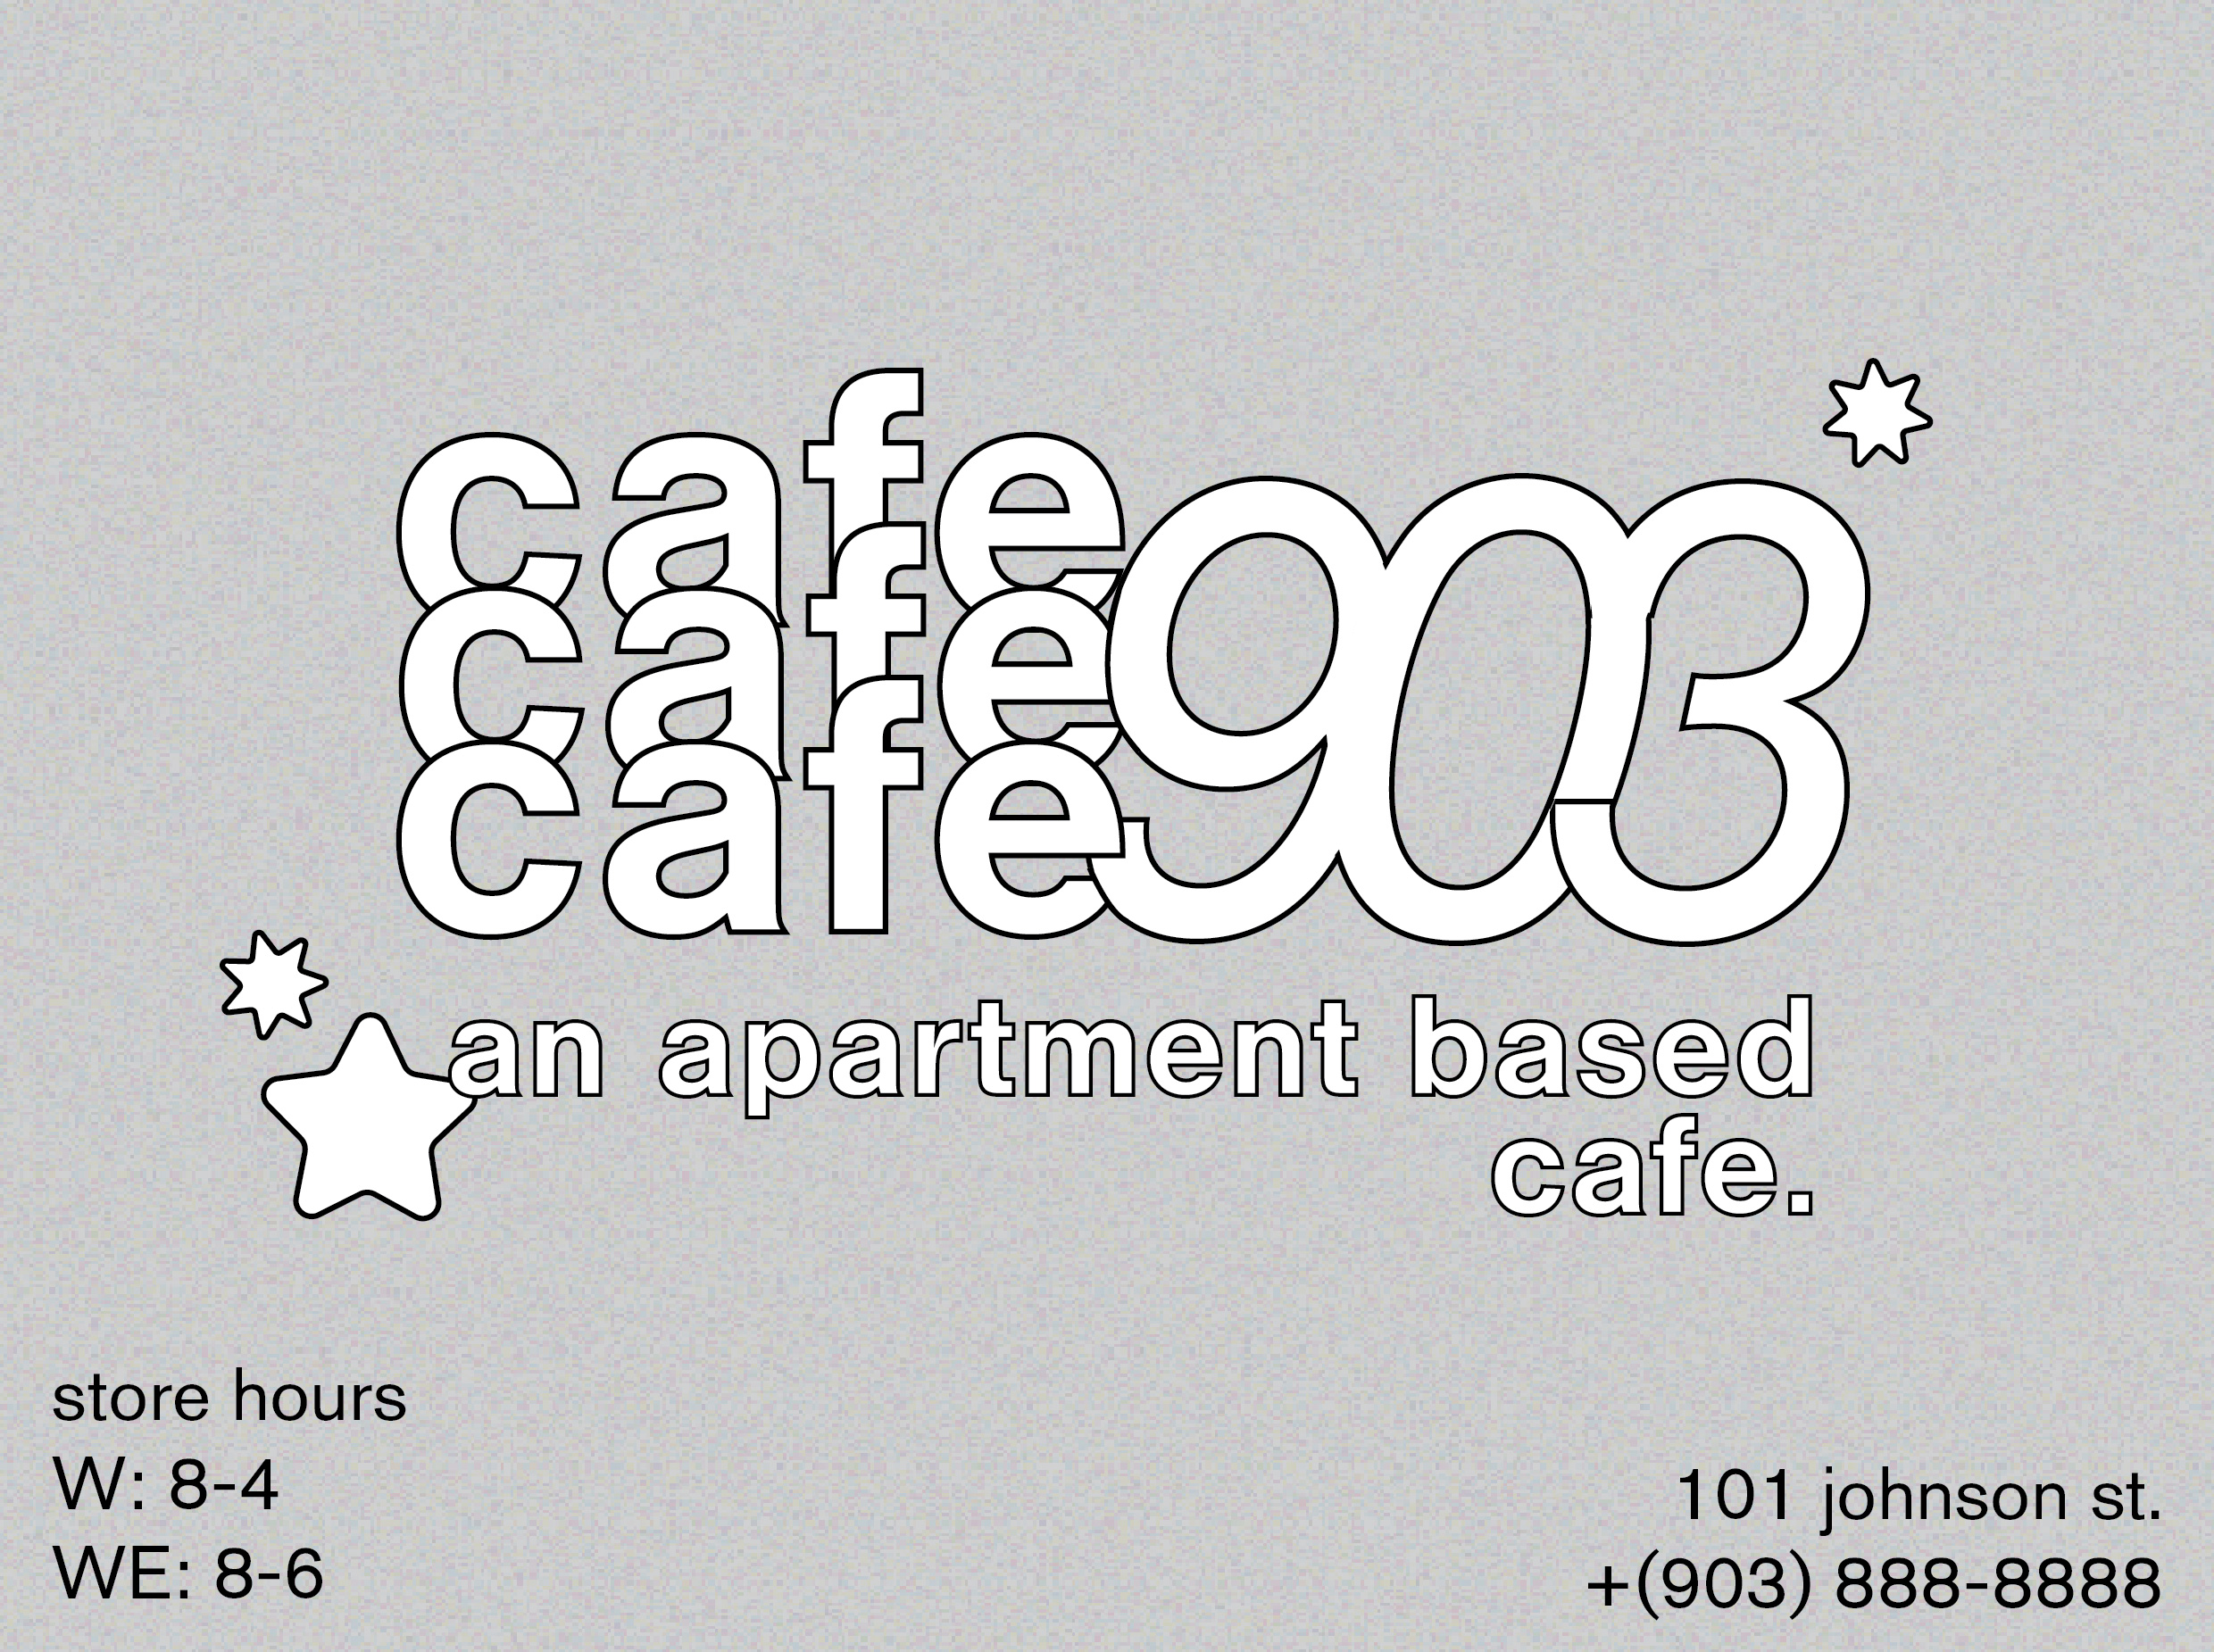 cafe
cafe
cafe903
an apartment based
cafe.
store hours
W: 8-4
WE: 8-6
101 johnson st.
+(903) 888-8888